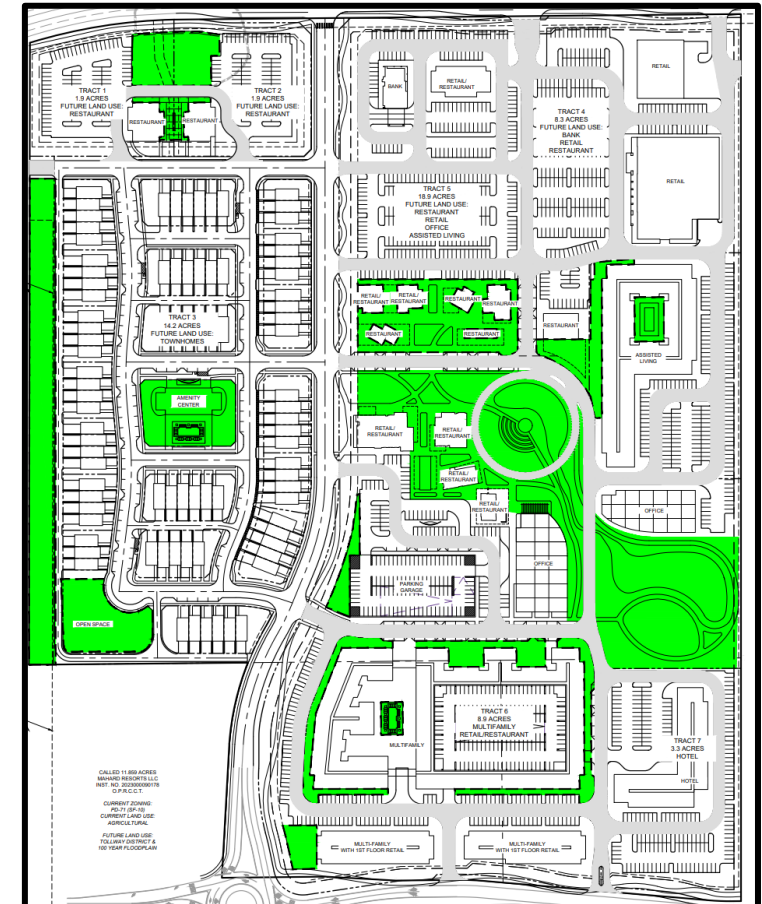 TRACT 1
1.9 ACRES
FUTURE LAND USE:
RESTAURANT
TRACT 2
1.9 ACRES
FUTURE LAND USE:
RESTAURANT
RESTAURANT
RESTAURANT
BANK
RETAIL/
RESTAURANT
TRACT 4
8.3 ACRES
FUTURE LAND USE:
BANK
RETAIL
RESTAURANT
RETAIL
RETAIL
TRACT 5
18.9 ACRES
FUTURE LAND USE:
RESTAURANT
RETAIL
OFFICE
ASSISTED LIVING
TRACT 3
14.2 ACRES
FUTURE LAND USE:
TOWNHOMES
RETAIL/
RESTAURANT
RETAIL/
RESTAURANT
RESTAURANT
RESTAURANT
RESTAURANT
RESTAURANT
RESTAURANT
ASSISTED
LIVING
AMENITY
CENTER
RETAIL/
RESTAURANT
RETAIL/
RESTAURANT
RETAIL/
RESTAURANT
RETAIL/
RESTAURANT
OFFICE
OFFICE
PARKING
GARAGE
OPEN SPACE
TRACT 6
8.9 ACRES
MULTIFAMILY
RETAIL/RESTAURANT
MULTIFAMILY
TRACT 7
3.3 ACRES
HOTEL
HOTEL
CALLED 11.859 ACRES
MAHARD RESORTS LLC
INST. NO. 2023000090178
O.P.R.C.C.T.
CURRENT ZONING:
PD-71 (SF-10)
CURRENT LAND USE:
AGRICULTURAL
FUTURE LAND USE:
TOLLWAY DISTRICT &
100 YEAR FLOODPLAIN
MULTI-FAMILY
WITH 1ST FLOOR RETAIL
MULTI-FAMILY
WITH 1ST FLOOR RETAIL